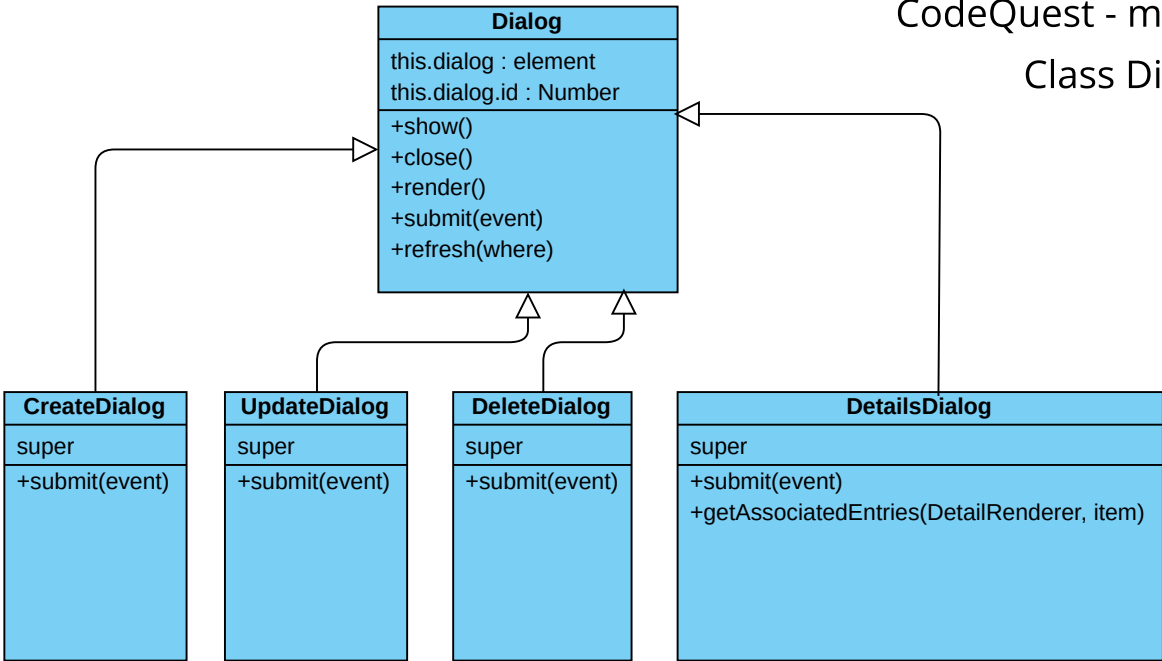 CodeQuest - m
Class Di
Dialog
this.dialog : element
this.dialog.id : Number
+show()
+close()
+render()
+submit(event)
+refresh(where)
CreateDialog
super
+submit(event)
UpdateDialog
super
+submit(event)
DeleteDialog
super
+submit(event)
DetailsDialog
super
+submit(event)
+getAssociatedEntries(DetailRenderer, item)